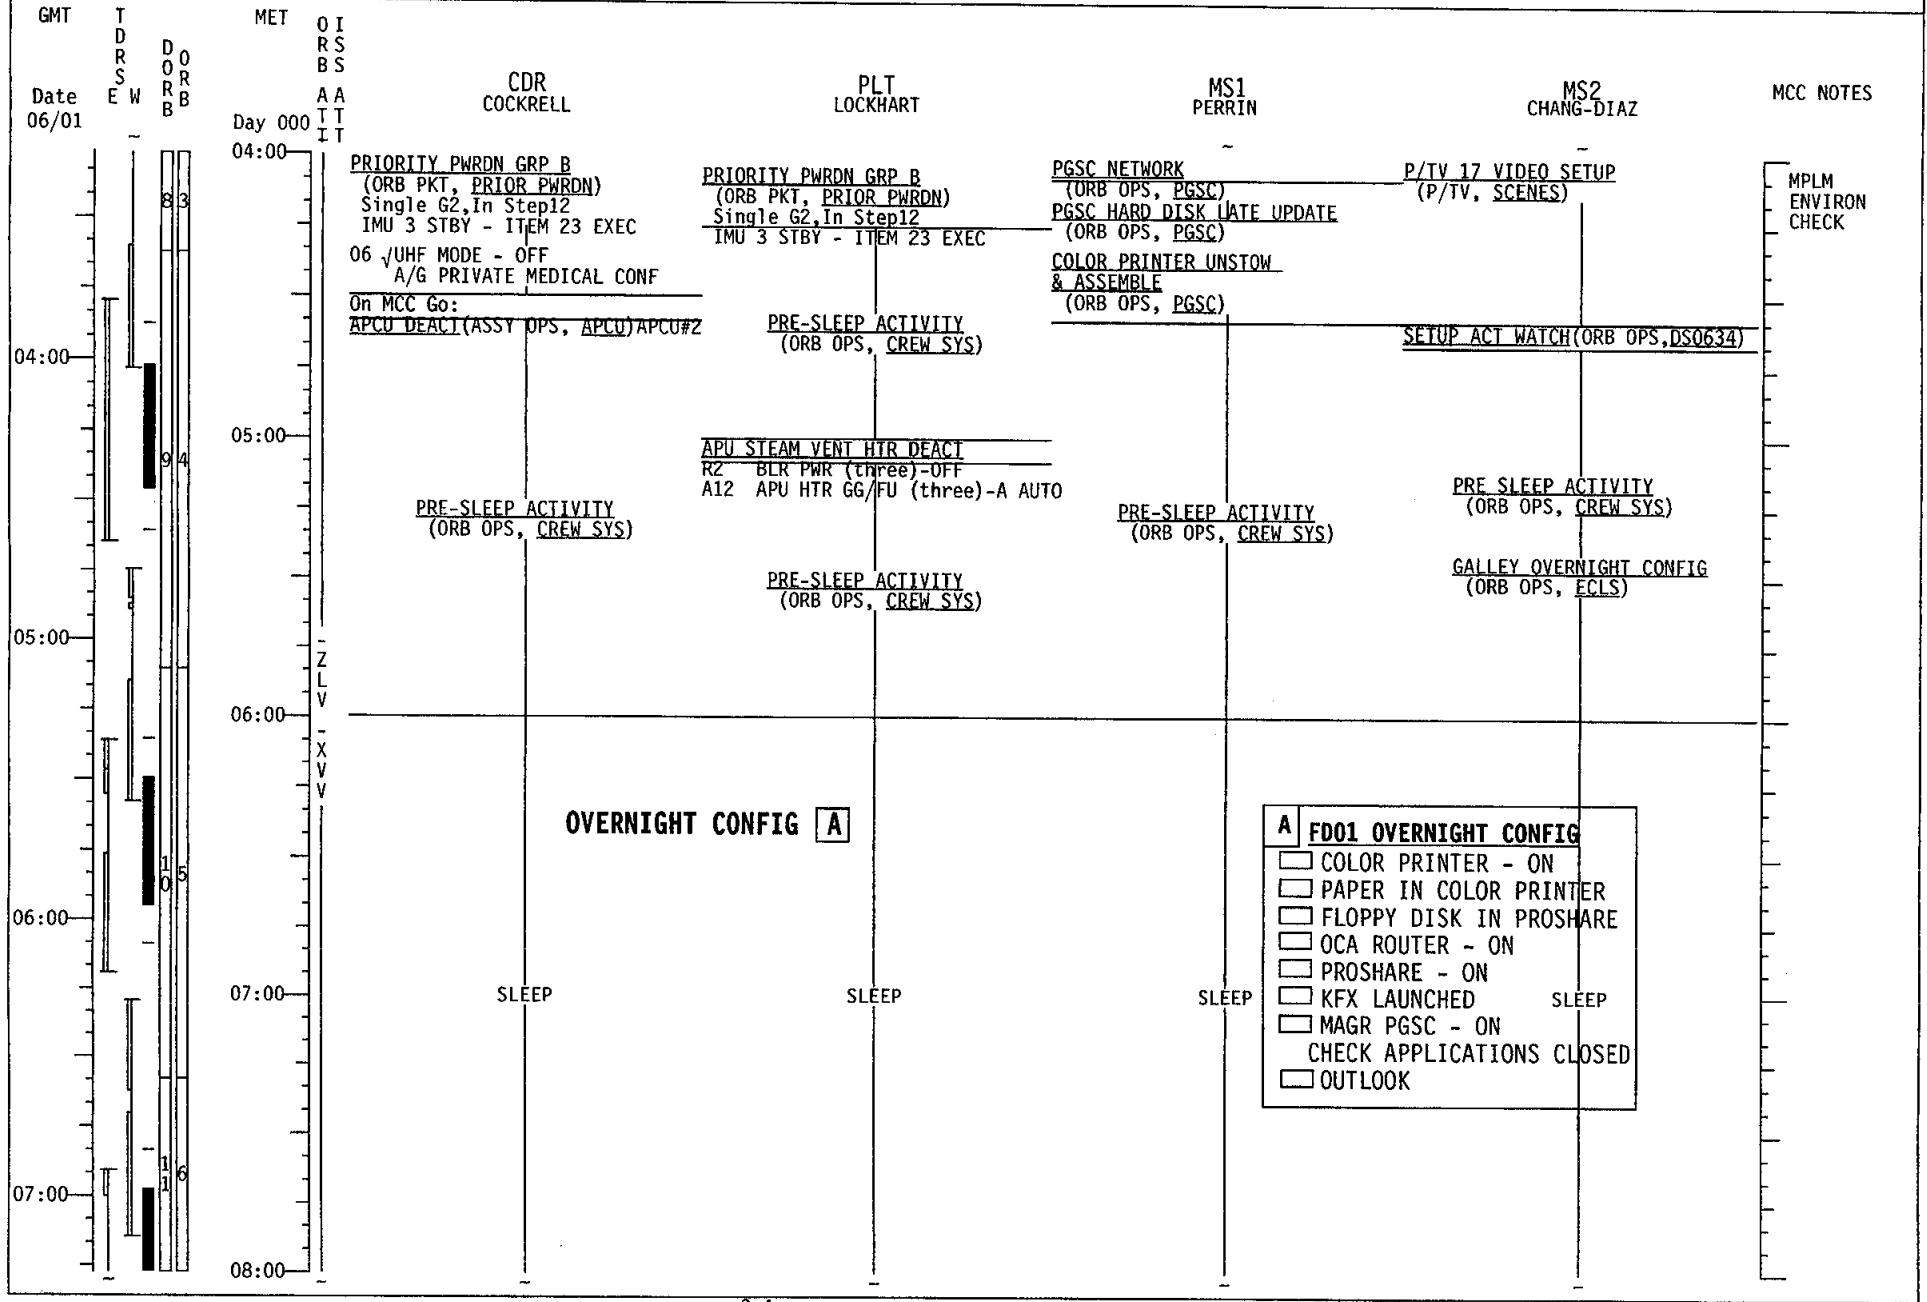 GMT
TDRS
E W
DORB
ORB
MET
ORB ATT
ISS ATT
Date
06/01
Day 000
CDR
COCKRELL
PLT
LOCKHART
MS1
PERRIN
MS2
CHANG-DIAZ
MCC NOTES
04:00
05:00
06:00
07:00
8
9
10
11
3
4
5
6
04:00
05:00
06:00
07:00
08:00
-ZLV
-XVV
PRIORITY PWRDN GRP B
(ORB PKT, PRIOR PWRDN)
Single G2,In Step12
IMU 3 STBY - ITEM 23 EXEC
06 √UHF MODE - OFF
A/G PRIVATE MEDICAL CONF
On MCC Go:
APCU DEACT(ASSY OPS, APCU)APCU#2
PRE-SLEEP ACTIVITY
(ORB OPS, CREW SYS)
SLEEP
PRIORITY PWRDN GRP B
(ORB PKT, PRIOR PWRDN)
Single G2,In Step12
IMU 3 STBY - ITEM 23 EXEC
PRE-SLEEP ACTIVITY
(ORB OPS, CREW SYS)
APU STEAM VENT HTR DEACT
R2 BLR PWR (three)-OFF
A12 APU HTR GG/FU (three)-A AUTO
PRE-SLEEP ACTIVITY
(ORB OPS, CREW SYS)
OVERNIGHT CONFIG A
SLEEP
PGSC NETWORK
(ORB OPS, PGSC)
PGSC HARD DISK LATE UPDATE
(ORB OPS, PGSC)
COLOR PRINTER UNSTOW
& ASSEMBLE
(ORB OPS, PGSC)
PRE-SLEEP ACTIVITY
(ORB OPS, CREW SYS)
SLEEP
P/TV 17 VIDEO SETUP
(P/TV, SCENES)
SETUP ACT WATCH(ORB OPS,DSO634)
PRE SLEEP ACTIVITY
(ORB OPS, CREW SYS)
GALLEY OVERNIGHT CONFIG
(ORB OPS, ECLS)
A FD01 OVERNIGHT CONFIG
COLOR PRINTER - ON
PAPER IN COLOR PRINTER
FLOPPY DISK IN PROSHARE
OCA ROUTER - ON
PROSHARE - ON
KFX LAUNCHED
MAGR PGSC - ON
CHECK APPLICATIONS CLOSED
OUTLOOK
SLEEP
MPLM
ENVIRON
CHECK